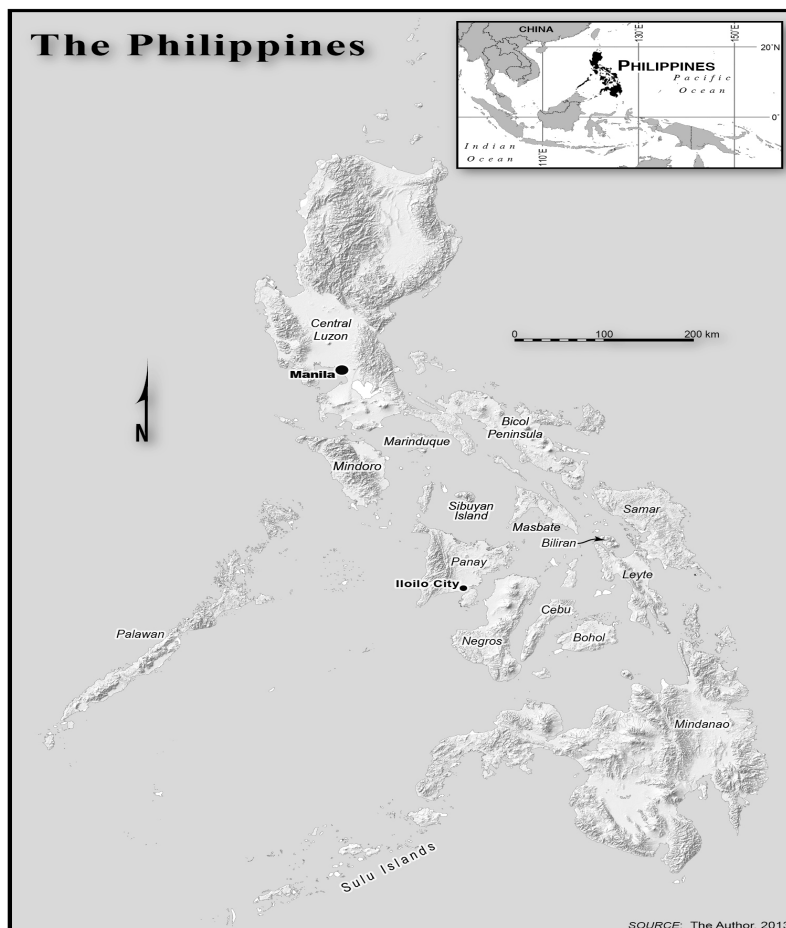 The Philippines
CHINA
130°E
150°E
20°N
PHILIPPINES
Pacific
Ocean
0°
Indian
Ocean
110°E
Central
Luzon
0 100 200 km
Manila
N
Bicol
Peninsula
Marinduque
Mindoro
Sibuyan
Island
Masbate
Samar
Biliran
Panay
Leyte
Iloilo City
Cebu
Palawan
Negros
Bohol
Mindanao
Sulu Islands
SOURCE: The Author, 2013